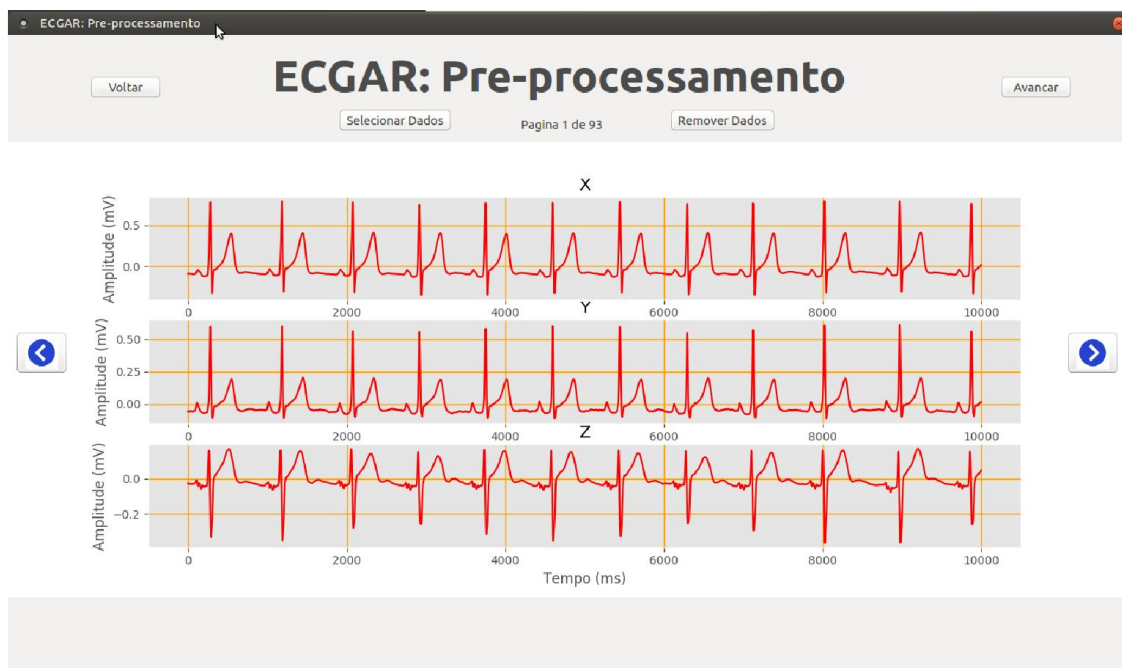 ECGAR: Pre-processamento
ECGAR: Pre-processamento
Voltar
Avancar
Selecionar Dados
Pagina 1 de 93
Remover Dados
X
Amplitude (mV)
0.5
0.0
0 2000 4000 6000 8000 10000
Y
Amplitude (mV)
0.50
0.25
0.00
0 2000 4000 6000 8000 10000
Z
Amplitude (mV)
0.0
−0.2
0 2000 4000 6000 8000 10000
Tempo (ms)